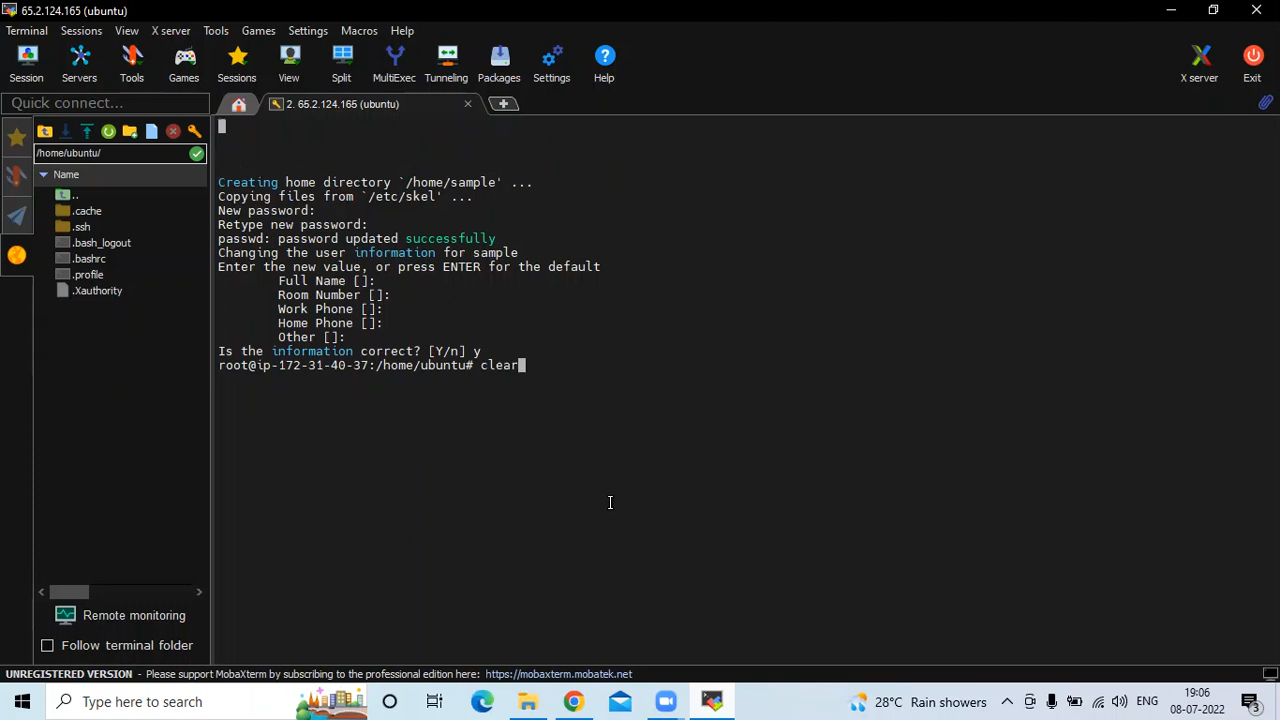 65.2.124.165 (ubuntu)
Terminal Sessions View X server Tools Games Settings Macros Help
Session Servers Tools Games Sessions View Split MultiExec Tunneling Packages Settings Help X server Exit
Quick connect...
2. 65.2.124.165 (ubuntu)
/home/ubuntu/
Name
..
.cache
.ssh
.bash_logout
.bashrc
.profile
.Xauthority
Remote monitoring
Follow terminal folder
Creating home directory `/home/sample' ...
Copying files from `/etc/skel' ...
New password:
Retype new password:
passwd: password updated successfully
Changing the user information for sample
Enter the new value, or press ENTER for the default
Full Name []:
Room Number []:
Work Phone []:
Home Phone []:
Other []:
Is the information correct? [Y/n] y
root@ip-172-31-40-37:/home/ubuntu# clear
UNREGISTERED VERSION - Please support MobaXterm by subscribing to the professional edition here: https://mobaxterm.mobatek.net
Type here to search
28°C Rain showers
ENG
19:06
08-07-2022
3